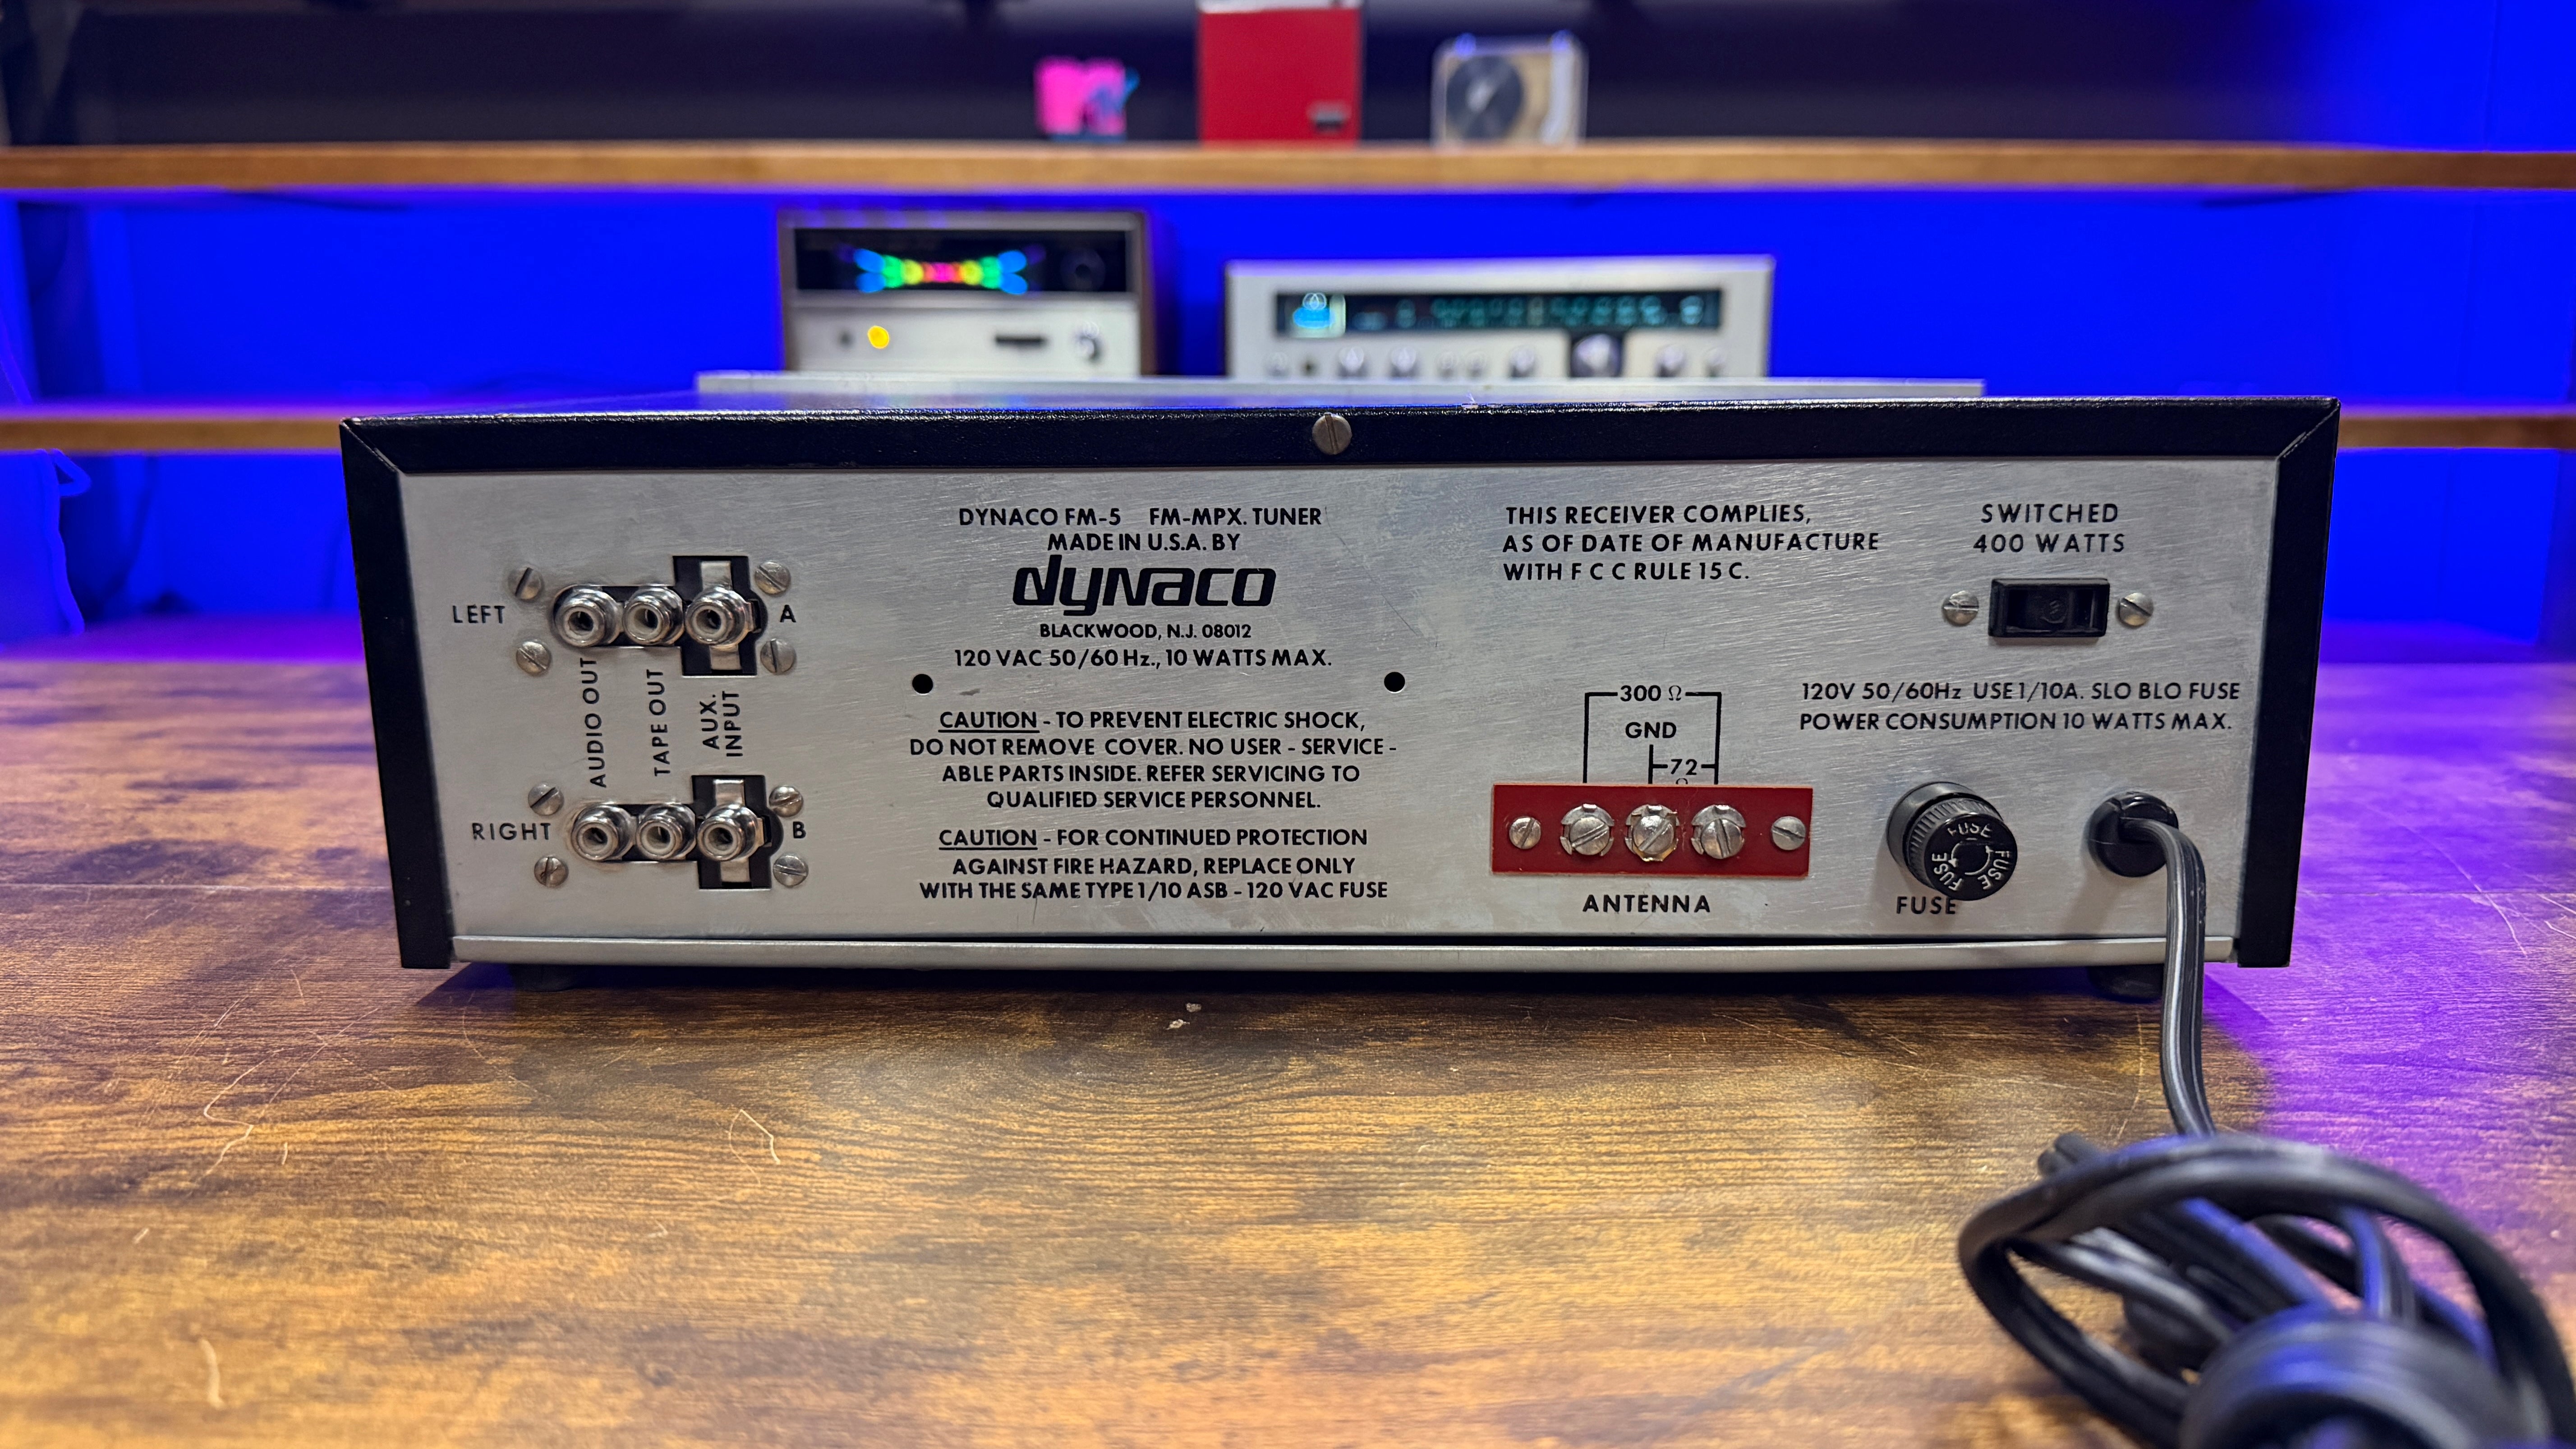 DYNACO FM-5 FM-MPX. TUNER
MADE IN U.S.A. BY
dynaco
BLACKWOOD, N.J. 08012
120 VAC 50/60 Hz., 10 WATTS MAX.
CAUTION - TO PREVENT ELECTRIC SHOCK,
DO NOT REMOVE COVER. NO USER - SERVICE -
ABLE PARTS INSIDE. REFER SERVICING TO
QUALIFIED SERVICE PERSONNEL.
CAUTION - FOR CONTINUED PROTECTION
AGAINST FIRE HAZARD, REPLACE ONLY
WITH THE SAME TYPE 1/10 ASB - 120 VAC FUSE
LEFT
A
AUDIO OUT
TAPE OUT
AUX.
INPUT
RIGHT
B
THIS RECEIVER COMPLIES,
AS OF DATE OF MANUFACTURE
WITH F C C RULE 15 C.
SWITCHED
400 WATTS
300 Ω
GND
72
Ω
ANTENNA
120V 50/60Hz USE 1/10A. SLO BLO FUSE
POWER CONSUMPTION 10 WATTS MAX.
FUSE
FUSE
FUSE
FUSE